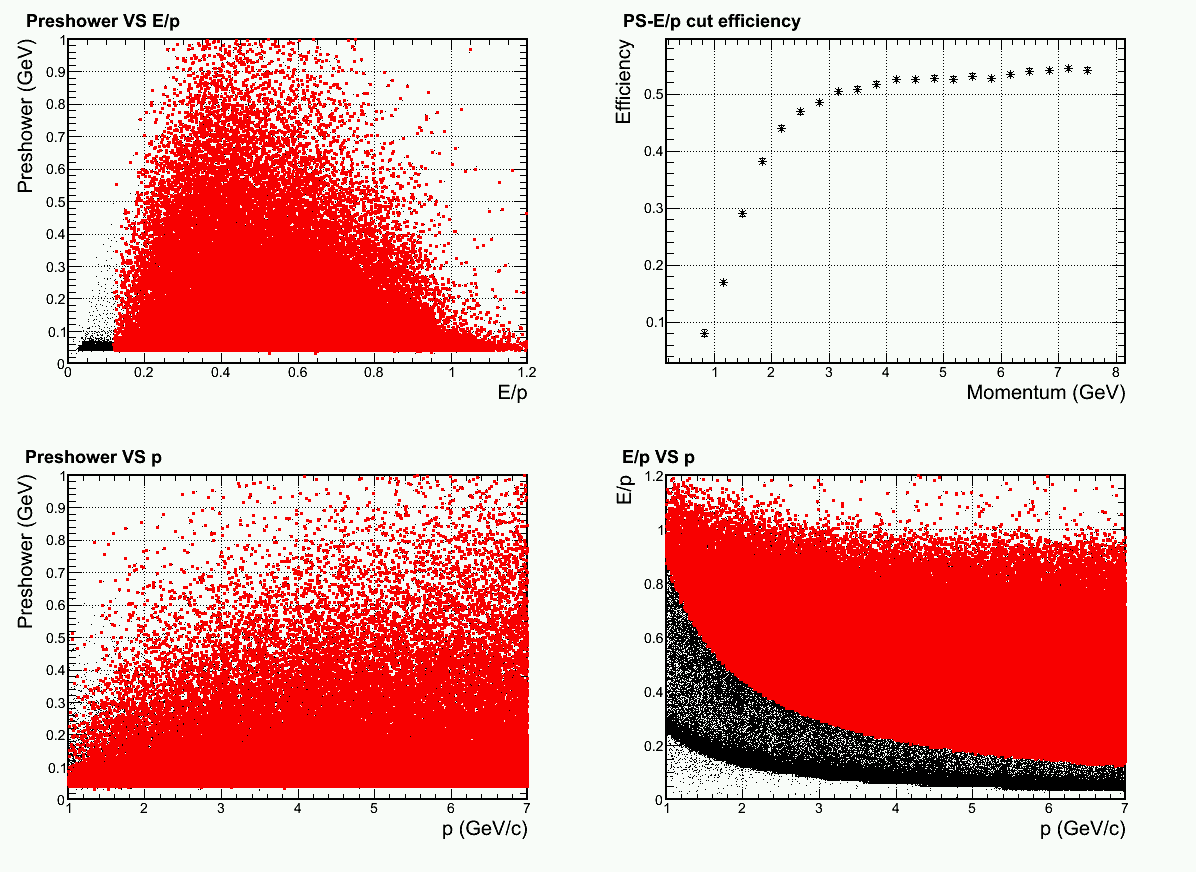 Preshower VS E/p
Preshower (GeV)
1
0.9
0.8
0.7
0.6
0.5
0.4
0.3
0.2
0.1
0
0 0.2 0.4 0.6 0.8 1 1.2
E/p
PS-E/p cut efficiency
Efficiency
0.5
0.4
0.3
0.2
0.1
1 2 3 4 5 6 7 8
Momentum (GeV)
Preshower VS p
Preshower (GeV)
1
0.9
0.8
0.7
0.6
0.5
0.4
0.3
0.2
0.1
0
1 2 3 4 5 6 7
p (GeV/c)
E/p VS p
E/p
1.2
1
0.8
0.6
0.4
0.2
0
1 2 3 4 5 6 7
p (GeV/c)